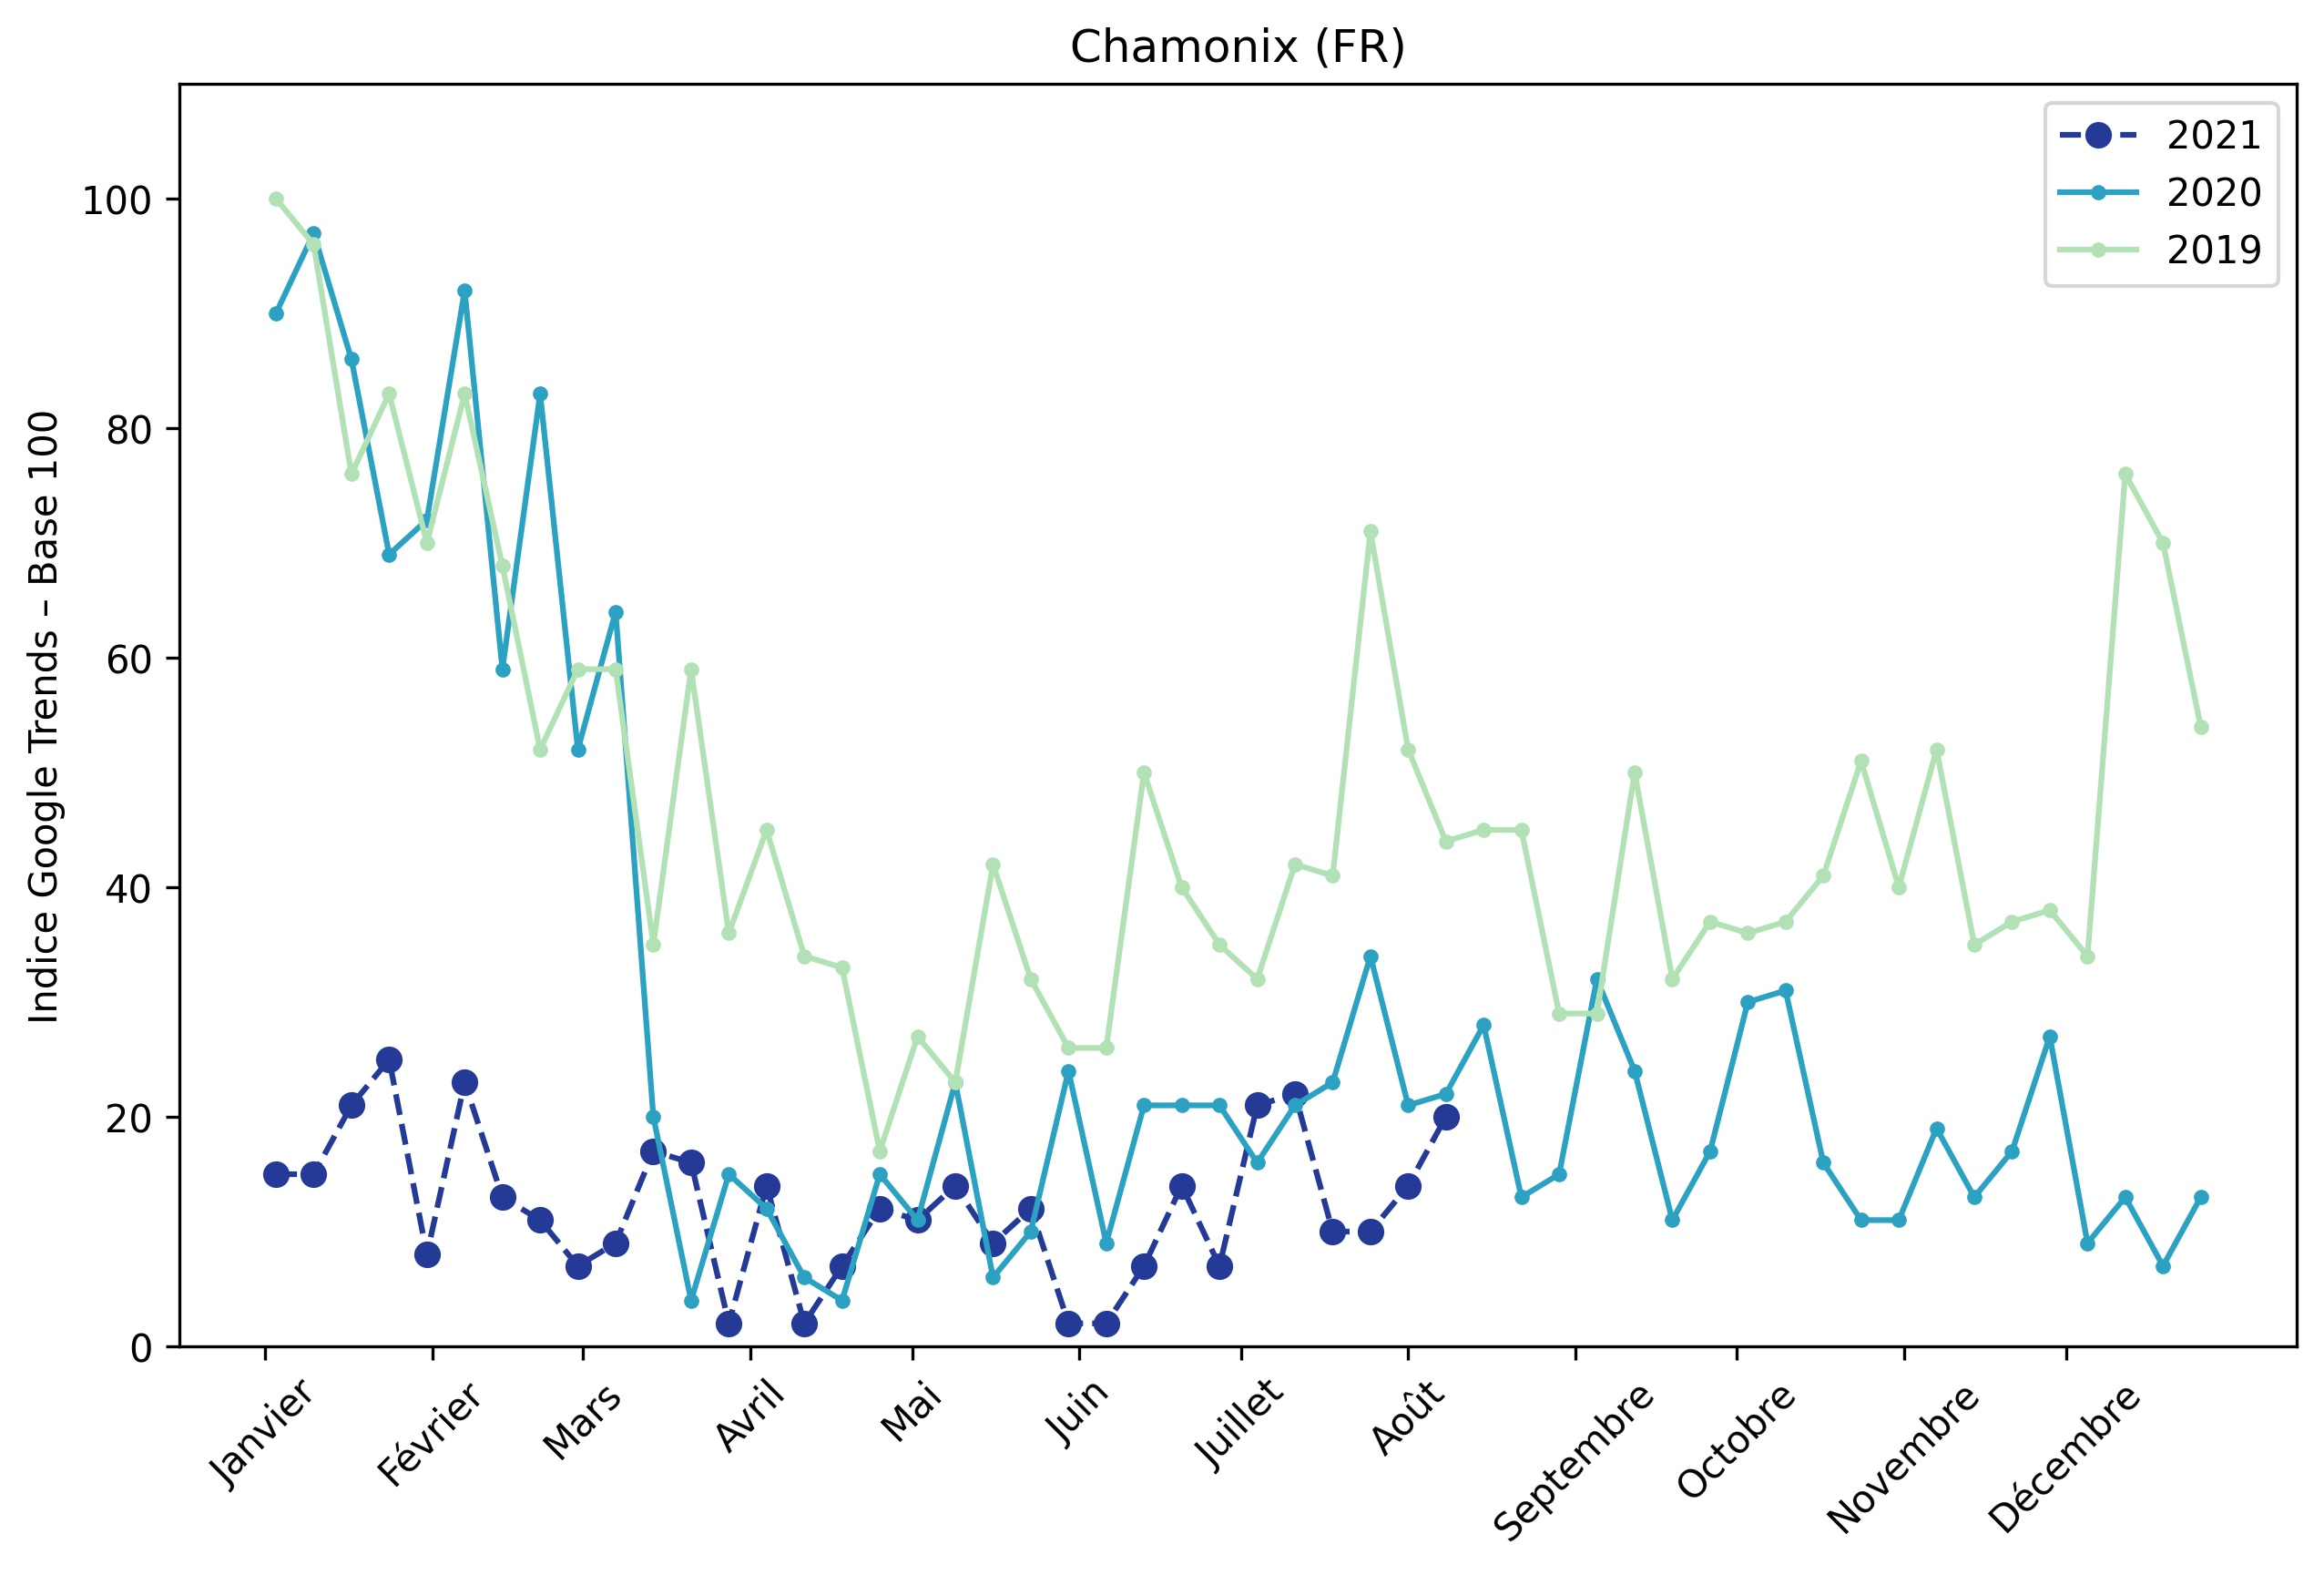 Chamonix (FR)
2021
2020
2019
Indice Google Trends – Base 100
100
80
60
40
20
0
Janvier
Février
Mars
Avril
Mai
Juin
Juillet
Août
Septembre
Octobre
Novembre
Décembre